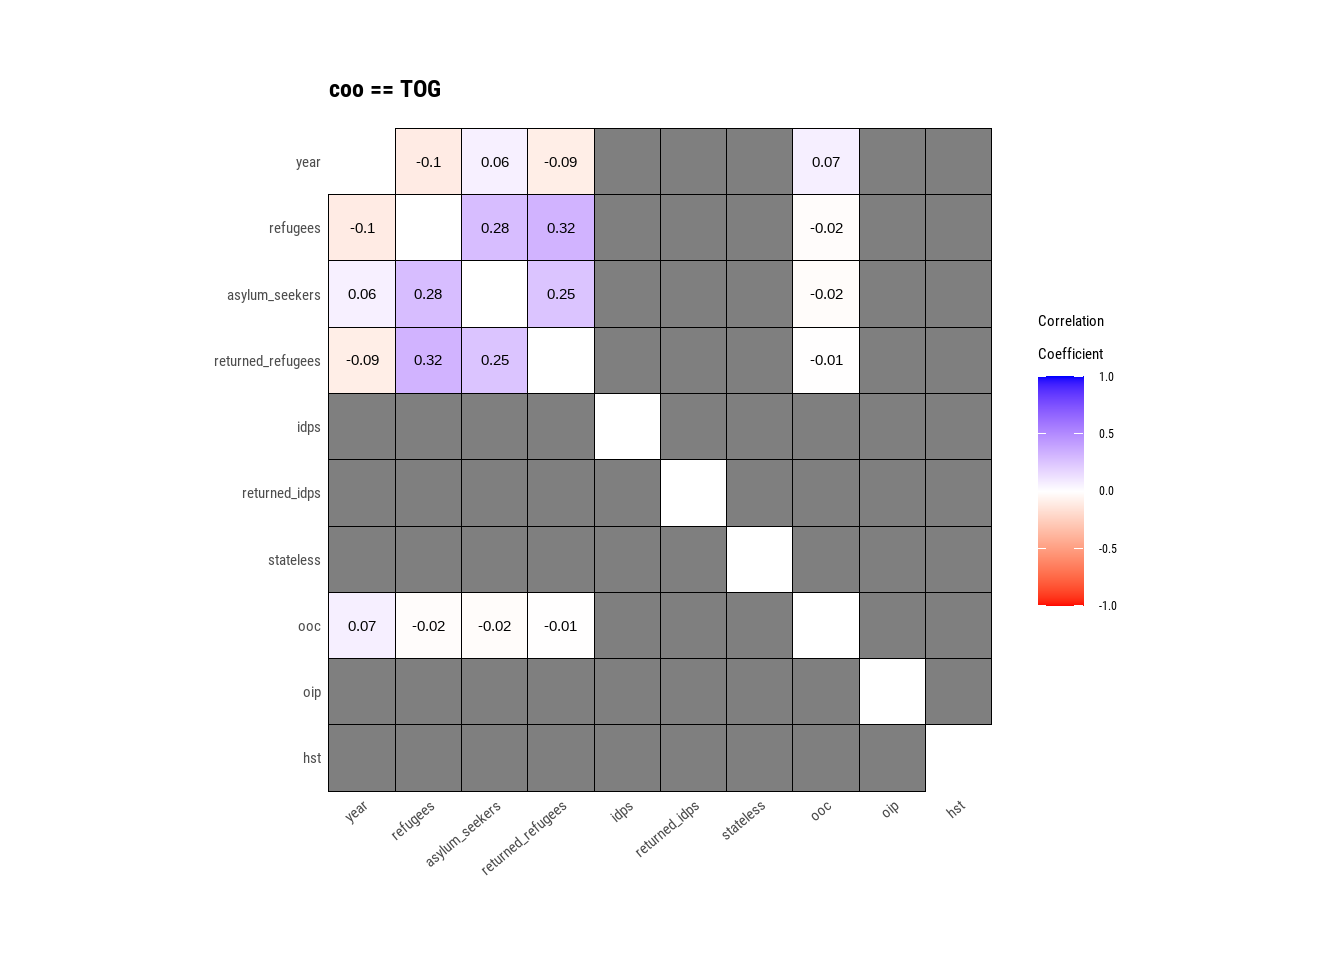 coo == TOG
year -0.1 0.06 -0.09 0.07
refugees -0.1 0.28 0.32 -0.02
asylum_seekers 0.06 0.28 0.25 -0.02
returned_refugees -0.09 0.32 0.25 -0.01
idps
returned_idps
stateless
ooc 0.07 -0.02 -0.02 -0.01
oip
hst
year refugees asylum_seekers returned_refugees idps returned_idps stateless ooc oip hst
Correlation
Coefficient
1.0
0.5
0.0
-0.5
-1.0